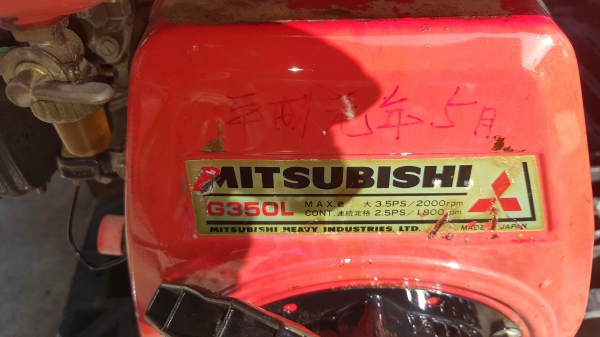 平成元年.5月
MITSUBISHI
G350L MAX.最 大 3.5PS/2000rpm
CONT.連続定格 2.5PS/1800rpm
MITSUBISHI HEAVY INDUSTRIES, LTD. MADE IN JAPAN